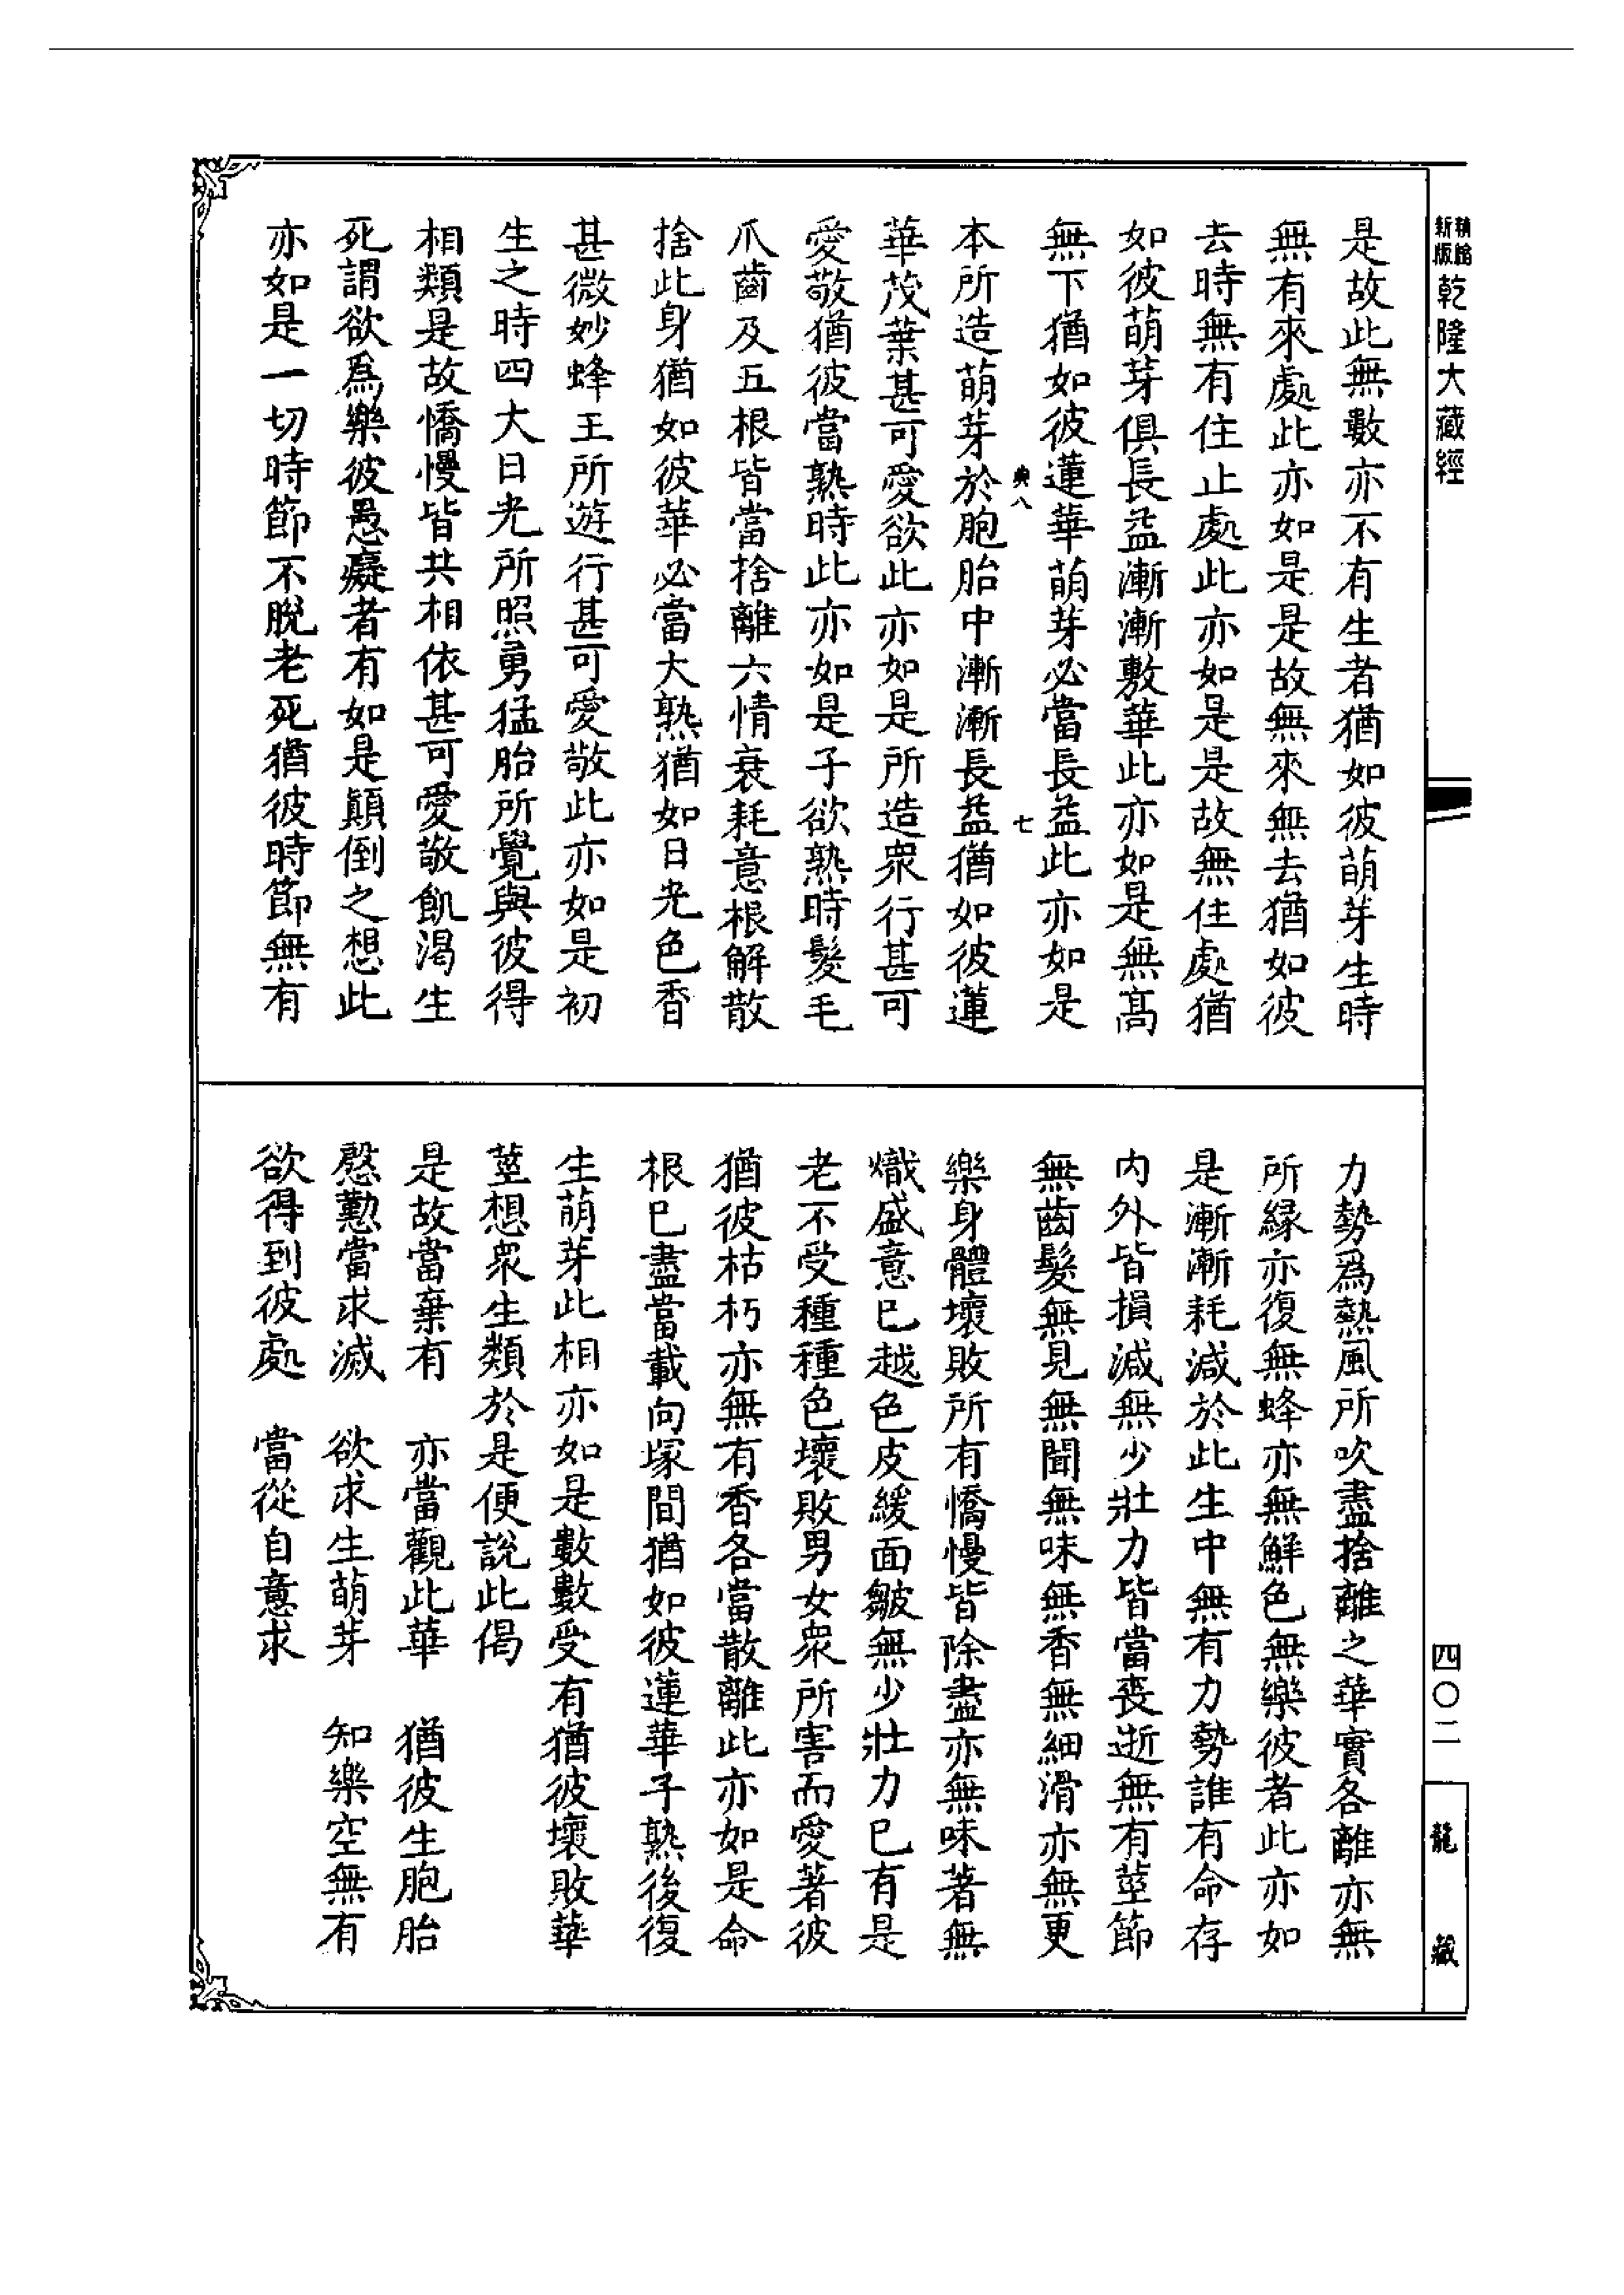 新版
乾隆大藏經
是故此無數亦不有生者猶如彼萌芽生時
無有來處此亦如是是故無來無去猶如彼
去時無有住止處此亦如是是故無住處猶
如彼萌芽俱長益漸漸敷華此亦如是無高
無下猶如彼蓮華萌芽必當長益此亦如是
典八 七
本所造萌芽於胞胎中漸漸長益猶如彼蓮
華茂葉甚可愛欲此亦如是所造衆行甚可
愛敬猶彼當熟時此亦如是子欲熟時髮毛
爪齒及五根皆當捨離六情衰耗意根解散
捨此身猶如彼華必當大熟猶如日光色香
甚微妙蜂王所遊行甚可愛敬此亦如是初
生之時四大日光所照勇猛胎所覺與彼得
相類是故憍慢皆共相依甚可愛敬飢渴生
死謂欲爲樂彼愚癡者有如是顛倒之想此
亦如是一切時節不脫老死猶彼時節無有
力勢爲熱風所吹盡捨離之華實各離亦無
所緣亦復無蜂亦無鮮色無樂彼者此亦如
是漸漸耗減於此生中無有力勢誰有命存
內外皆損減無少壯力皆當喪逝無有莖節
無齒髮無見無聞無味無香無細滑亦無更
樂身體壞敗所有憍慢皆除盡亦無味著無
熾盛意已越色皮緩面皺無少壯力已有是
老不受種種色壞敗男女衆所害而愛著彼
猶彼枯朽亦無有香各當散離此亦如是命
根已盡當載向塚間猶如彼蓮華子熟後復
生萌芽此相亦如是數數受有猶彼壞敗華
莖想衆生類於是便說此偈
是故當棄有　亦當觀此華　猶彼生胞胎
慇懃當求滅　欲求生萌芽　知樂空無有
欲得到彼處　當從自意求
四〇二
龍藏